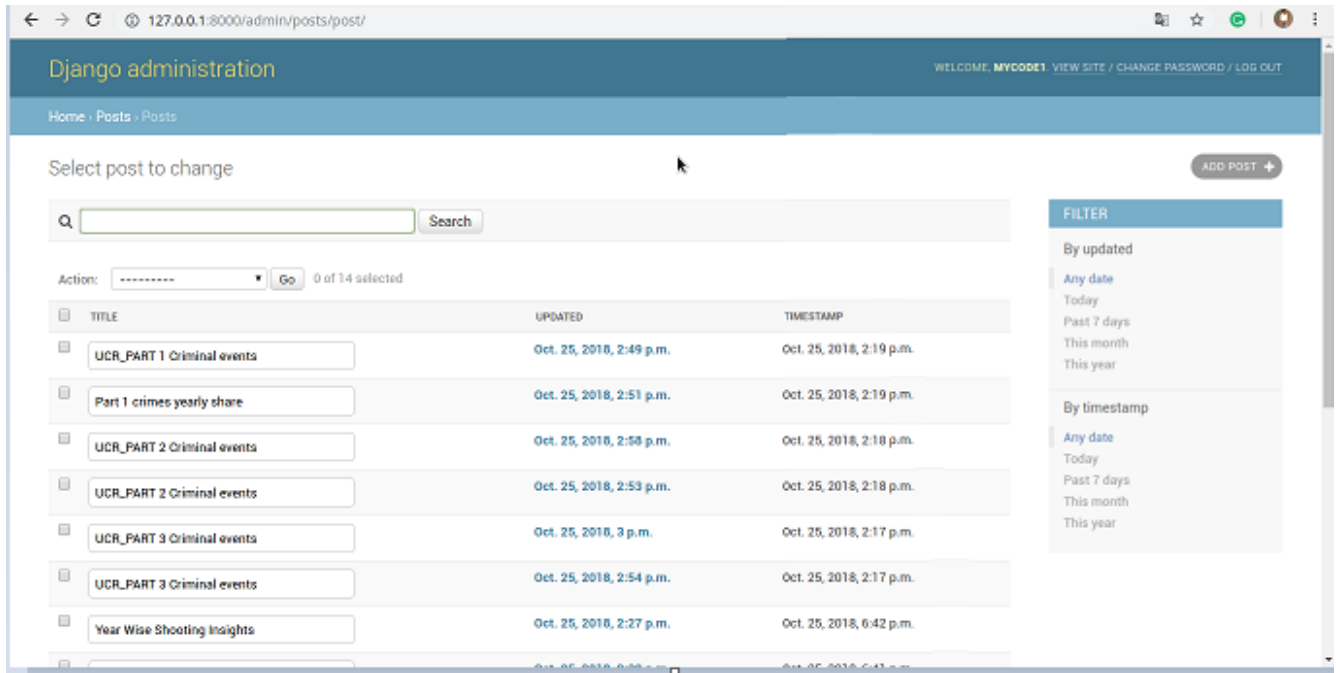 127.0.0.1:8000/admin/posts/post/
Django administration
WELCOME, MYCODE1. VIEW SITE / CHANGE PASSWORD / LOG OUT
Home › Posts › Posts
Select post to change
ADD POST +
Search
Action: --------- Go 0 of 14 selected
TITLE UPDATED TIMESTAMP
UCR_PART 1 Criminal events Oct. 25, 2018, 2:49 p.m. Oct. 25, 2018, 2:19 p.m.
Part 1 crimes yearly share Oct. 25, 2018, 2:51 p.m. Oct. 25, 2018, 2:19 p.m.
UCR_PART 2 Criminal events Oct. 25, 2018, 2:58 p.m. Oct. 25, 2018, 2:18 p.m.
UCR_PART 2 Criminal events Oct. 25, 2018, 2:53 p.m. Oct. 25, 2018, 2:18 p.m.
UCR_PART 3 Criminal events Oct. 25, 2018, 3 p.m. Oct. 25, 2018, 2:17 p.m.
UCR_PART 3 Criminal events Oct. 25, 2018, 2:54 p.m. Oct. 25, 2018, 2:17 p.m.
Year Wise Shooting Insights Oct. 25, 2018, 2:27 p.m. Oct. 25, 2018, 6:42 p.m.
FILTER
By updated
Any date
Today
Past 7 days
This month
This year
By timestamp
Any date
Today
Past 7 days
This month
This year